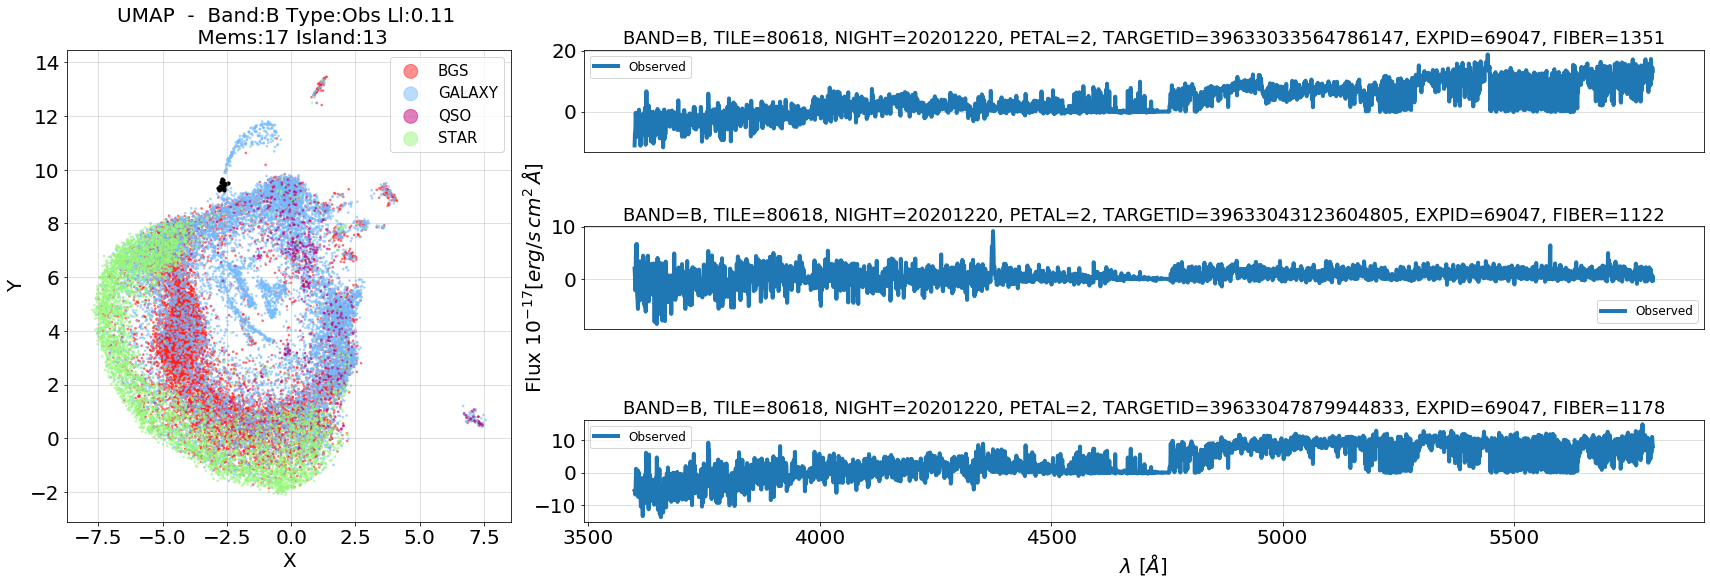 UMAP - Band:B Type:Obs Ll:0.11
Mems:17 Island:13
14
12
10
8
6
4
2
0
−2
Y
−7.5 −5.0 −2.5 0.0 2.5 5.0 7.5
X
BGS
GALAXY
QSO
STAR
BAND=B, TILE=80618, NIGHT=20201220, PETAL=2, TARGETID=39633033564786147, EXPID=69047, FIBER=1351
20
0
Observed
BAND=B, TILE=80618, NIGHT=20201220, PETAL=2, TARGETID=39633043123604805, EXPID=69047, FIBER=1122
10
0
Observed
Flux 10⁻¹⁷[erg/s cm² Å]
BAND=B, TILE=80618, NIGHT=20201220, PETAL=2, TARGETID=39633047879944833, EXPID=69047, FIBER=1178
10
0
−10
Observed
3500 4000 4500 5000 5500
λ [Å]